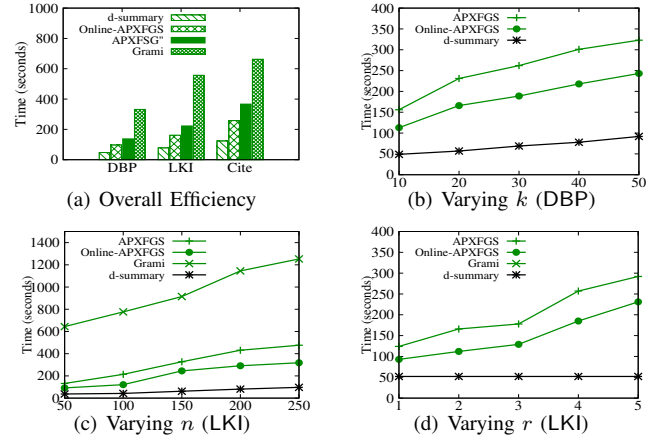 1000
800
600
400
200
0
Time (seconds)
d-summary
Online-APXFGS
APXFSG"
Grami
DBP LKI Cite
(a) Overall Efficiency
400
350
300
250
200
150
100
50
0
Time (seconds)
APXFGS
Online-APXFGS
d-summary
10 20 30 40 50
(b) Varying k (DBP)
1400
1200
1000
800
600
400
200
0
Time (seconds)
APXFGS
Online-APXFGS
Grami
d-summary
50 100 150 200 250
(c) Varying n (LKI)
400
350
300
250
200
150
100
50
0
Time (seconds)
APXFGS
Online-APXFGS
Grami
d-summary
1 2 3 4 5
(d) Varying r (LKI)